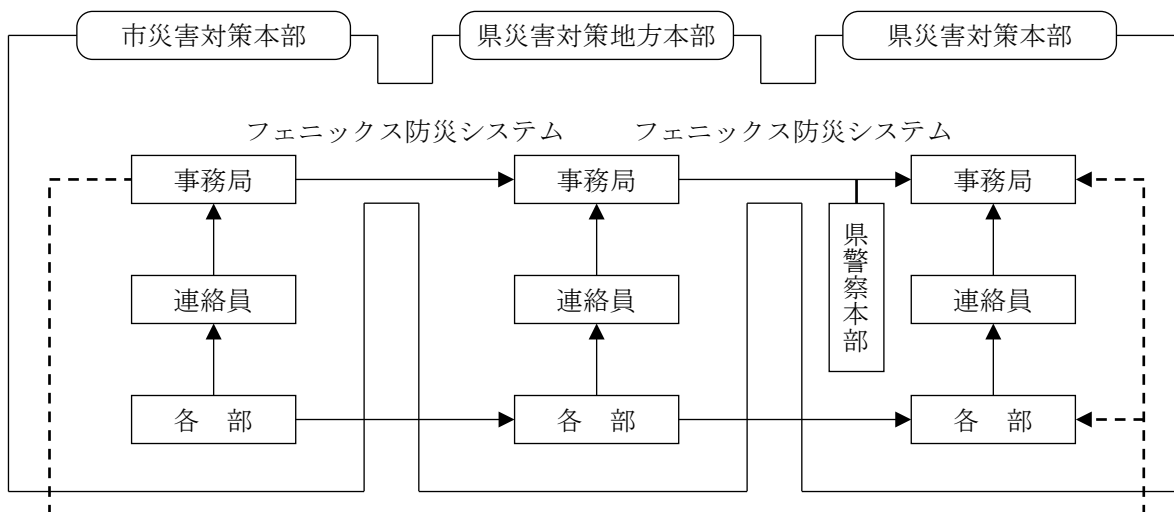 市災害対策本部
県災害対策地方本部
県災害対策本部
フェニックス防災システム
フェニックス防災システム
事務局
事務局
事務局
県警察本部
連絡員
連絡員
連絡員
各　部
各　部
各　部